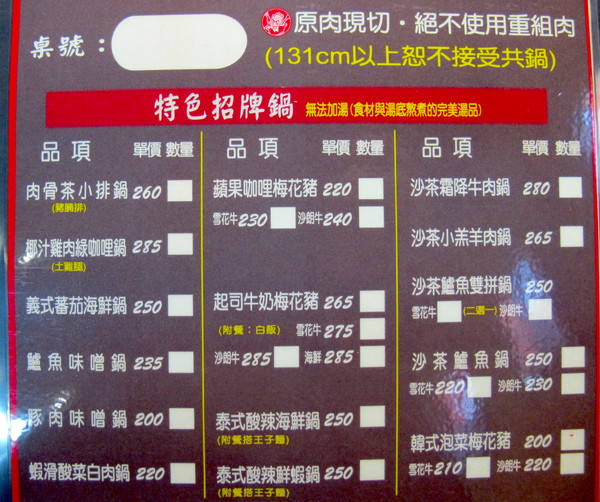 桌號：
原肉現切・絕不使用重組肉
(131cm以上恕不接受共鍋)
特色招牌鍋 無法加湯(食材與湯底熬煮的完美湯品)
品項 單價 數量
肉骨茶小排鍋 260
(豬腩排)
椰汁雞肉綠咖哩鍋 285
(土雞腿)
義式蕃茄海鮮鍋 250
鱸魚味噌鍋 235
豚肉味噌鍋 200
蝦滑酸菜白肉鍋 220
品項 單價 數量
蘋果咖哩梅花豬 220
雪花牛 230 沙朗牛 240
起司牛奶梅花豬 265
(附餐：白飯) 雪花牛 275
沙朗牛 285 海鮮 285
泰式酸辣海鮮鍋 250
(附餐搭王子麵)
泰式酸辣鮮蝦鍋 250
(附餐搭王子麵)
品項 單價 數量
沙茶霜降牛肉鍋 280
沙茶小羔羊肉鍋 265
沙茶鱸魚雙拼鍋 250
雪花牛 (二選一) 沙朗牛
沙茶鱸魚鍋 250
雪花牛 220 沙朗牛 230
韓式泡菜梅花豬 200
雪花牛 210 沙朗牛 220